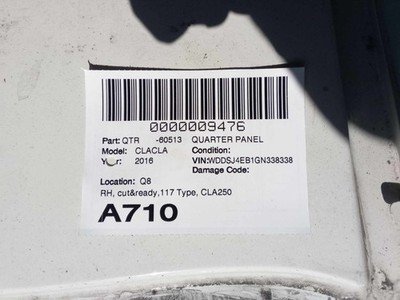 0000009476
Part: QTR -60513 QUARTER PANEL
Model: CLACLA Condition:
Year: 2016 VIN:WDDSJ4EB1GN338338
Damage Code:
Location: Q8
RH, cut&ready,117 Type, CLA250
A710